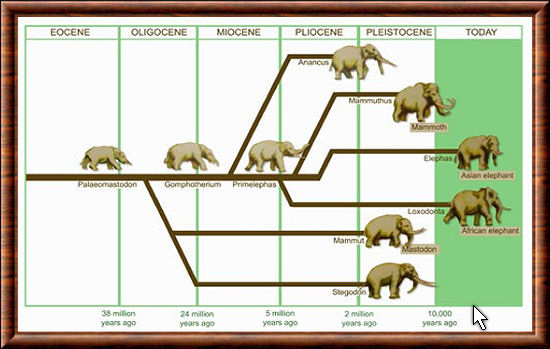 EOCENE OLIGOCENE MIOCENE PLIOCENE PLEISTOCENE TODAY
Anancus
Mammuthus
Mammoth
Elephas
Asian elephant
Palaeomastodon Gomphotherium Primelephas
Loxodonta
African elephant
Mammut
Mastodon
Stegodon
38 million 24 million 5 million 2 million 10,000
years ago years ago years ago years ago years ago